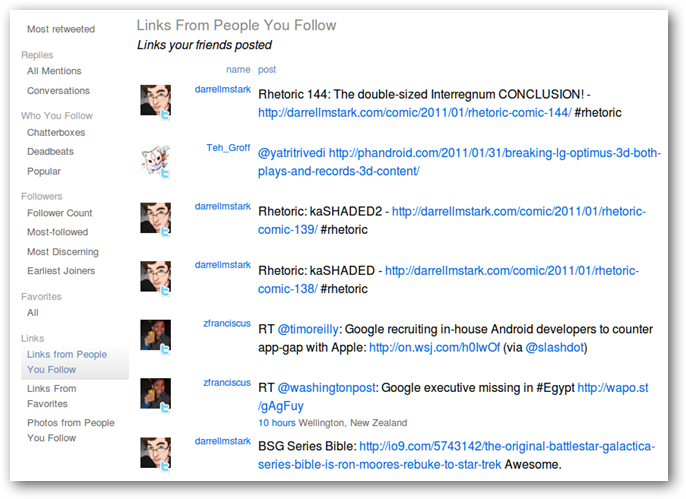 Most retweeted
Replies
All Mentions
Conversations
Who You Follow
Chatterboxes
Deadbeats
Popular
Followers
Follower Count
Most-followed
Most Discerning
Earliest Joiners
Favorites
All
Links
Links from People
You Follow
Links From
Favorites
Photos from People
You Follow
Links From People You Follow
Links your friends posted
name post
darrellmstark Rhetoric 144: The double-sized Interregnum CONCLUSION! -
http://darrellmstark.com/comic/2011/01/rhetoric-comic-144/ #rhetoric
Teh_Groff @yatritrivedi http://phandroid.com/2011/01/31/breaking-lg-optimus-3d-both-
plays-and-records-3d-content/
darrellmstark Rhetoric: kaSHADED2 - http://darrellmstark.com/comic/2011/01/rhetoric-
comic-139/ #rhetoric
darrellmstark Rhetoric: kaSHADED - http://darrellmstark.com/comic/2011/01/rhetoric-
comic-138/ #rhetoric
zfranciscus RT @timoreilly: Google recruiting in-house Android developers to counter
app-gap with Apple: http://on.wsj.com/h0IwOf (via @slashdot)
zfranciscus RT @washingtonpost: Google executive missing in #Egypt http://wapo.st
/gAgFuy
10 hours Wellington, New Zealand
darrellmstark BSG Series Bible: http://io9.com/5743142/the-original-battlestar-galactica-
series-bible-is-ron-moores-rebuke-to-star-trek Awesome.